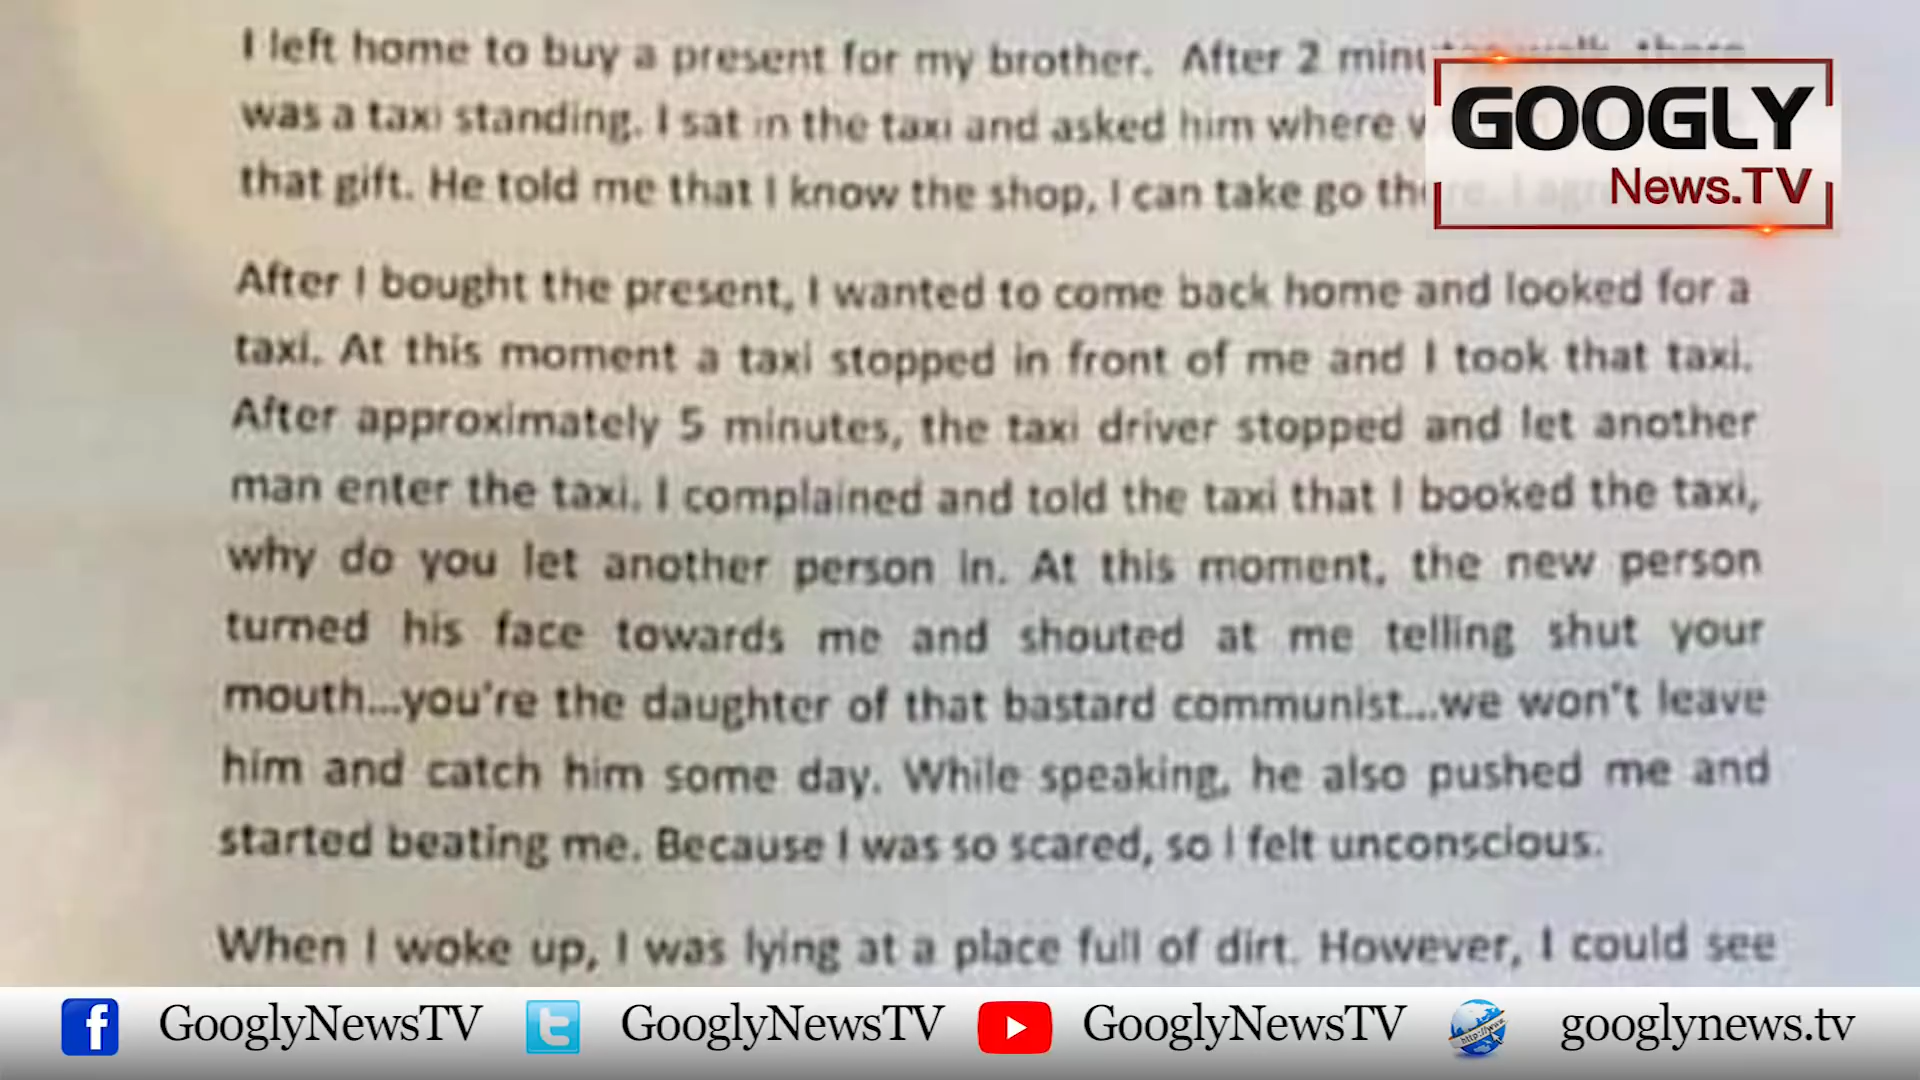 I left home to buy a present for my brother. After 2
was a taxi standing. I sat in the taxi and asked him where
that gift. He told me that I know the shop, I can take go
GOOGLY
News.TV
After I bought the present, I wanted to come back home and looked for a
taxi. At this moment a taxi stopped in front of me and I took that taxi.
After approximately 5 minutes, the taxi driver stopped and let another
man enter the taxi. I complained and told the taxi that I booked the taxi,
why do you let another person in. At this moment, the new person
turned his face towards me and shouted at me telling shut your
mouth...you're the daughter of that bastard communist...we won't leave
him and catch him some day. While speaking, he also pushed me and
started beating me. Because I was so scared, so I felt unconscious.
When I woke up, I was lying at a place full of dirt. However, I could see
GooglyNewsTV GooglyNewsTV GooglyNewsTV googlynews.tv